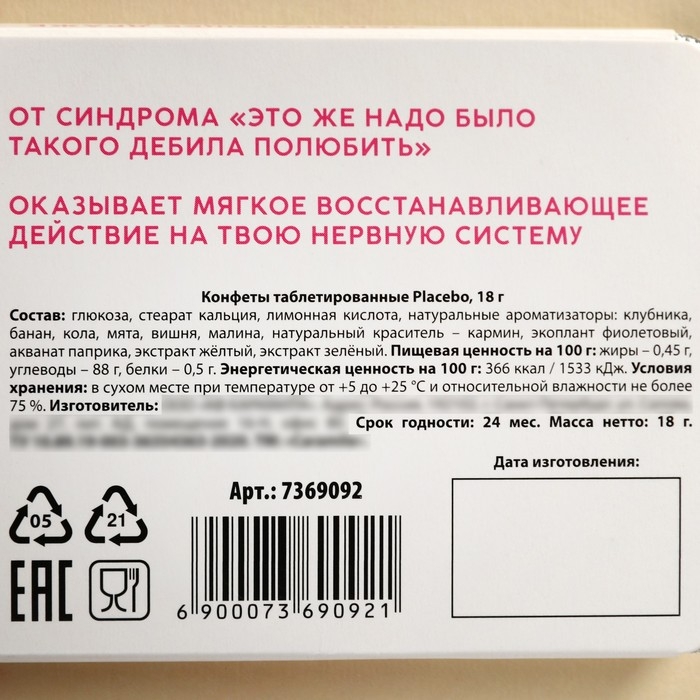 ОТ СИНДРОМА «ЭТО ЖЕ НАДО БЫЛО
ТАКОГО ДЕБИЛА ПОЛЮБИТЬ»
ОКАЗЫВАЕТ МЯГКОЕ ВОССТАНАВЛИВАЮЩЕЕ
ДЕЙСТВИЕ НА ТВОЮ НЕРВНУЮ СИСТЕМУ
Конфеты таблетированные Placebo, 18 г
Состав: глюкоза, стеарат кальция, лимонная кислота, натуральные ароматизаторы: клубника,
банан, кола, мята, вишня, малина, натуральный краситель – кармин, экоплант фиолетовый,
акванат паприка, экстракт жёлтый, экстракт зелёный. Пищевая ценность на 100 г: жиры – 0,45 г,
углеводы – 88 г, белки – 0,5 г. Энергетическая ценность на 100 г: 366 ккал / 1533 кДж. Условия
хранения: в сухом месте при температуре от +5 до +25 °С и относительной влажности не более
75 %. Изготовитель:
Срок годности: 24 мес. Масса нетто: 18 г.
Дата изготовления:
Арт.: 7369092
05
21
EAC
6 900073 690921